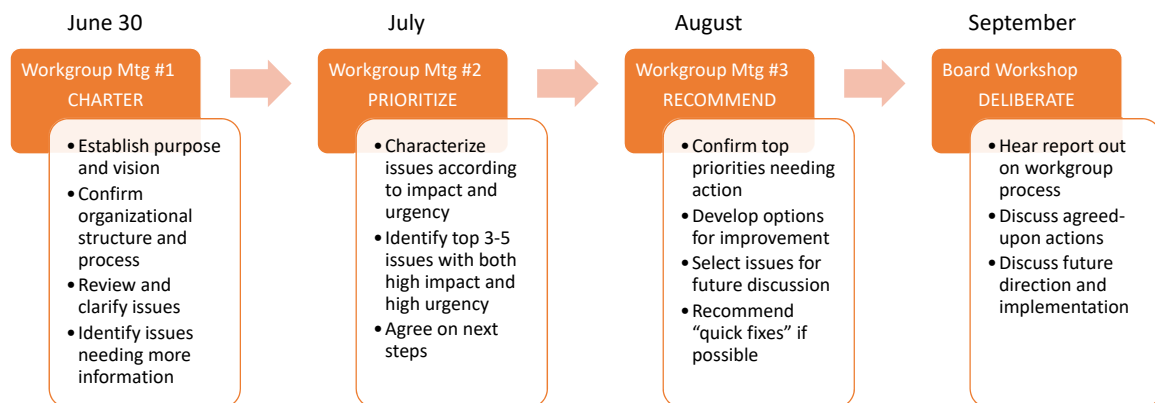 June 30
Workgroup Mtg #1
CHARTER
• Establish purpose
and vision
• Confirm
organizational
structure and
process
• Review and
clarify issues
• Identify issues
needing more
information
July
Workgroup Mtg #2
PRIORITIZE
• Characterize
issues according
to impact and
urgency
• Identify top 3-5
issues with both
high impact and
high urgency
• Agree on next
steps
August
Workgroup Mtg #3
RECOMMEND
• Confirm top
priorities needing
action
• Develop options
for improvement
• Select issues for
future discussion
• Recommend
“quick fixes” if
possible
September
Board Workshop
DELIBERATE
• Hear report out
on workgroup
process
• Discuss agreed-
upon actions
• Discuss future
direction and
implementation